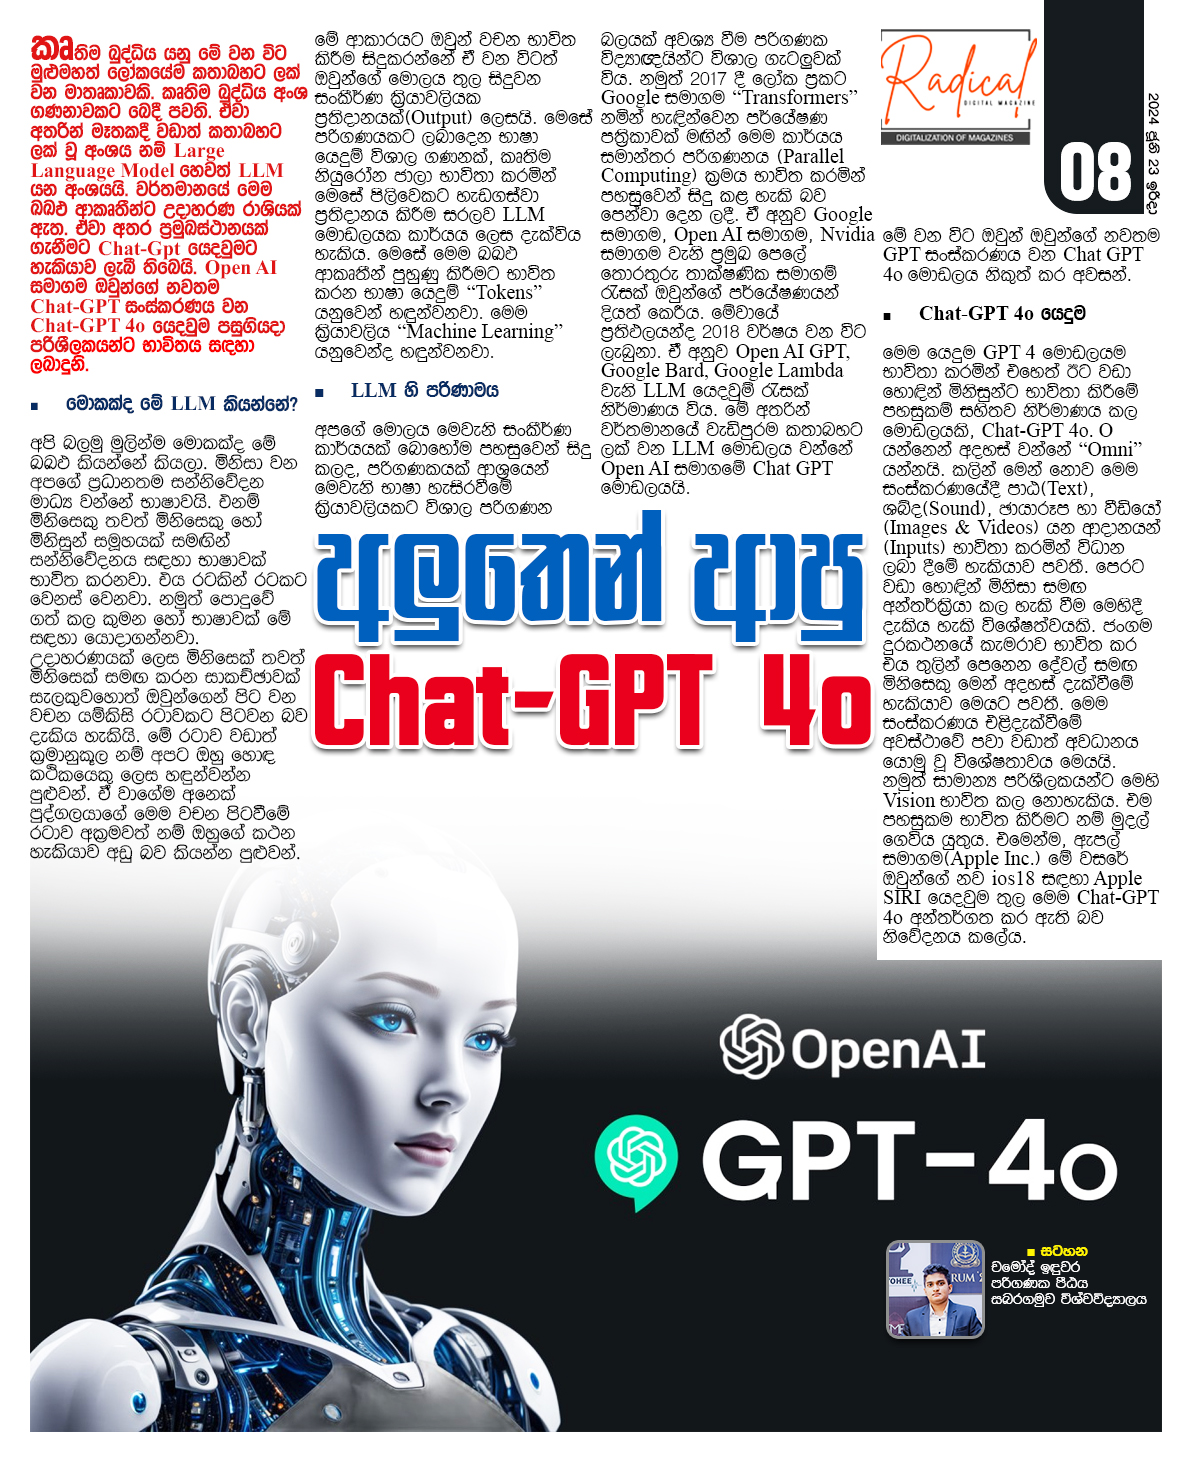 කෘතිම බුද්ධිය යනු මේ වන විට
මුළුමහත් ලෝකයේම කතාබහට ලක්
වන මාතෘකාවකි. කෘතිම බුද්ධිය අංශ
ගණනාවකට බෙදී පවතී. ඒවා
අතරින් මෑතකදී වඩාත් කතාබහට
ලක් වූ අංශය නම් Large
Language Model හෙවත් LLM
යන අංශයයි. වර්තමානයේ මෙම
ඛඛඵ ආකෘතීන්ට උදාහරණ රාශියක්
ඇත. ඒවා අතර ප්‍රමුඛස්ථානයක්
ගැනීමට Chat-Gpt යෙදවුමට
හැකියාව ලැබී තිබෙයි. Open AI
සමාගම ඔවුන්ගේ නවතම
Chat-GPT සංස්කරණය වන
Chat-GPT 4o යෙදවුම පසුගියදා
පරිශීලකයන්ට භාවිතය සඳහා
ලබාදුනි.
■ මොකක්ද මේ LLM කියන්නේ?
අපි බලමු මුලින්ම මොකක්ද මේ
ඛඛඵ කියන්නේ කියලා. මිනිසා වන
අපගේ ප්‍රධානතම සන්නිවේදන
මාධ්‍ය වන්නේ භාෂාවයි. එනම්
මිනිසෙකු තවත් මිනිසෙකු හෝ
මිනිසුන් සමූහයක් සමඟින්
සන්නිවේදනය සඳහා භාෂාවක්
භාවිත කරනවා. එය රටකින් රටකට
වෙනස් වෙනවා. නමුත් පොදුවේ
ගත් කල කුමන හෝ භාෂාවක් මේ
සඳහා යොදාගන්නවා.
උදාහරණයක් ලෙස මිනිසෙක් තවත්
මිනිසෙක් සමඟ කරන සාකච්ඡාවක්
සැලකුවහොත් ඔවුන්ගෙන් පිට වන
වචන යම්කිසි රටාවකට පිටවන බව
දැකිය හැකියි. මේ රටාව වඩාත්
ක්‍රමානුකූල නම් අපට ඔහු හොඳ
කථිකයෙකු ලෙස හඳුන්වන්න
පුළුවන්. ඒ වාගේම අනෙක්
පුද්ගලයාගේ මෙම වචන පිටවීමේ
රටාව අක්‍රමවත් නම් ඔහුගේ කථන
හැකියාව අඩු බව කියන්න පුළුවන්.
මේ ආකාරයට ඔවුන් වචන භාවිත
කිරීම සිදුකරන්නේ ඒ වන විටත්
ඔවුන්ගේ මොලය තුල සිදුවන
සංකීර්ණ ක්‍රියාවලියක
ප්‍රතිදානයක්(Output) ලෙසයි. මෙසේ
පරිගණයකට ලබාදෙන භාෂා
යෙදුම් විශාල ගණනක්, කෘතිම
නියුරෝන ජාලා භාවිතා කරමින්
මෙසේ පිලිවෙකට හැඩගස්වා
ප්‍රතිදානය කිරීම සරලව LLM
මොඩලයක කාර්යය ලෙස දැක්විය
හැකිය. මෙසේ මෙම ඛඛඵ
ආකෘතීන් පුහුණු කිරීමට භාවිත
කරන භාෂා යෙදුම් “Tokens”
යනුවෙන් හඳුන්වනවා. මෙම
ක්‍රියාවලිය “Machine Learning”
යනුවෙන්ද හඳුන්වනවා.
■ LLM හි පරිණාමය
අපගේ මොලය මෙවැනි සංකීර්ණ
කාර්යයක් බොහෝම පහසුවෙන් සිදු
කලද, පරිගණකයක් ආශ්‍රයෙන්
මෙවැනි භාෂා හැසිරවීමේ
ක්‍රියාවලියකට විශාල පරිගණන
බලයක් අවශ්‍ය වීම පරිගණක
විද්‍යාඥයින්ට විශාල ගැටලුවක්
විය. නමුත් 2017 දී ලෝක ප්‍රකට
Google සමාගම “Transformers”
නමින් හැඳින්වෙන පර්යේෂණ
පත්‍රිකාවක් මඟින් මෙම කාර්යය
සමාන්තර පරිගණනය (Parallel
Computing) ක්‍රමය භාවිත කරමින්
පහසුවෙන් සිදු කළ හැකි බව
පෙන්වා දෙන ලදී. ඒ අනුව Google
සමාගම, Open AI සමාගම, Nvidia
සමාගම වැනි ප්‍රමුඛ පෙලේ
තොරතුරු තාක්ෂණික සමාගම්
රැසක් ඔවුන්ගේ පර්යේෂණයන්
දියත් කෙරීය. මේවායේ
ප්‍රතිඵලයන්ද 2018 වර්ෂය වන විට
ලැබුනා. ඒ අනුව Open AI GPT,
Google Bard, Google Lambda
වැනි LLM යෙදවුම් රැසක්
නිර්මාණය විය. මේ අතරින්
වර්තමානයේ වැඩිපුරම කතාබහට
ලක් වන LLM මොඩලය වන්නේ
Open AI සමාගමේ Chat GPT
මොඩලයයි.
Radical
DIGITAL MAGAZINE
DIGITALIZATION OF MAGAZINES
08
2024 ජූනි 23 ඉරිදා
මේ වන විට ඔවුන් ඔවුන්ගේ නවතම
GPT සංස්කරණය වන Chat GPT
4o මොඩලය නිකුත් කර අවසන්.
■ Chat-GPT 4o යෙදුම
මෙම යෙදුම GPT 4 මොඩලයම
භාවිතා කරමින් එහෙත් ඊට වඩා
හොඳින් මිනිසුන්ට භාවිතා කිරීමේ
පහසුකම් සහිතව නිර්මාණය කල
මොඩලයකි, Chat-GPT 4o. O
යන්නෙන් අදහස් වන්නේ “Omni”
යන්නයි. කලින් මෙන් නොව මෙම
සංස්කරණයේදී පාඨ(Text),
ශබ්ද(Sound), ඡායාරූප හා වීඩියෝ
(Images & Videos) යන ආදානයන්
(Inputs) භාවිතා කරමින් විධාන
ලබා දීමේ හැකියාව පවතී. පෙරට
වඩා හොඳින් මිනිසා සමඟ
අන්තර්ක්‍රියා කල හැකි වීම මෙහිදී
දැකිය හැකි විශේෂත්වයකි. ජංගම
දුරකථනයේ කැමරාව භාවිත කර
එය තුලින් පෙනෙන දේවල් සමඟ
මිනිසෙකු මෙන් අදහස් දැක්වීමේ
හැකියාව මෙයට පවතී. මෙම
සංස්කරණය එළිදැක්වීමේ
අවස්ථාවේ පවා වඩාත් අවධානය
යොමු වූ විශේෂතාවය මෙයයි.
නමුත් සාමාන්‍ය පරිශීලකයන්ට මෙහි
Vision භාවිත කල නොහැකිය. එම
පහසුකම භාවිත කිරීමට නම් මුදල්
ගෙවිය යුතුය. එමෙන්ම, ඇපල්
සමාගම(Apple Inc.) මේ වසරේ
ඔවුන්ගේ නව ios18 සඳහා Apple
SIRI යෙදවුම තුල මෙම Chat-GPT
4o අන්තර්ගත කර ඇති බව
නිවේදනය කලේය.
අලුතෙන් ආපු
Chat-GPT 4o
OpenAI
GPT-4o
■ සටහන
චමෝද් ඉඳුවර
පරිගණක පීඨය
සබරගමුව විශ්වවිද්‍යාලය